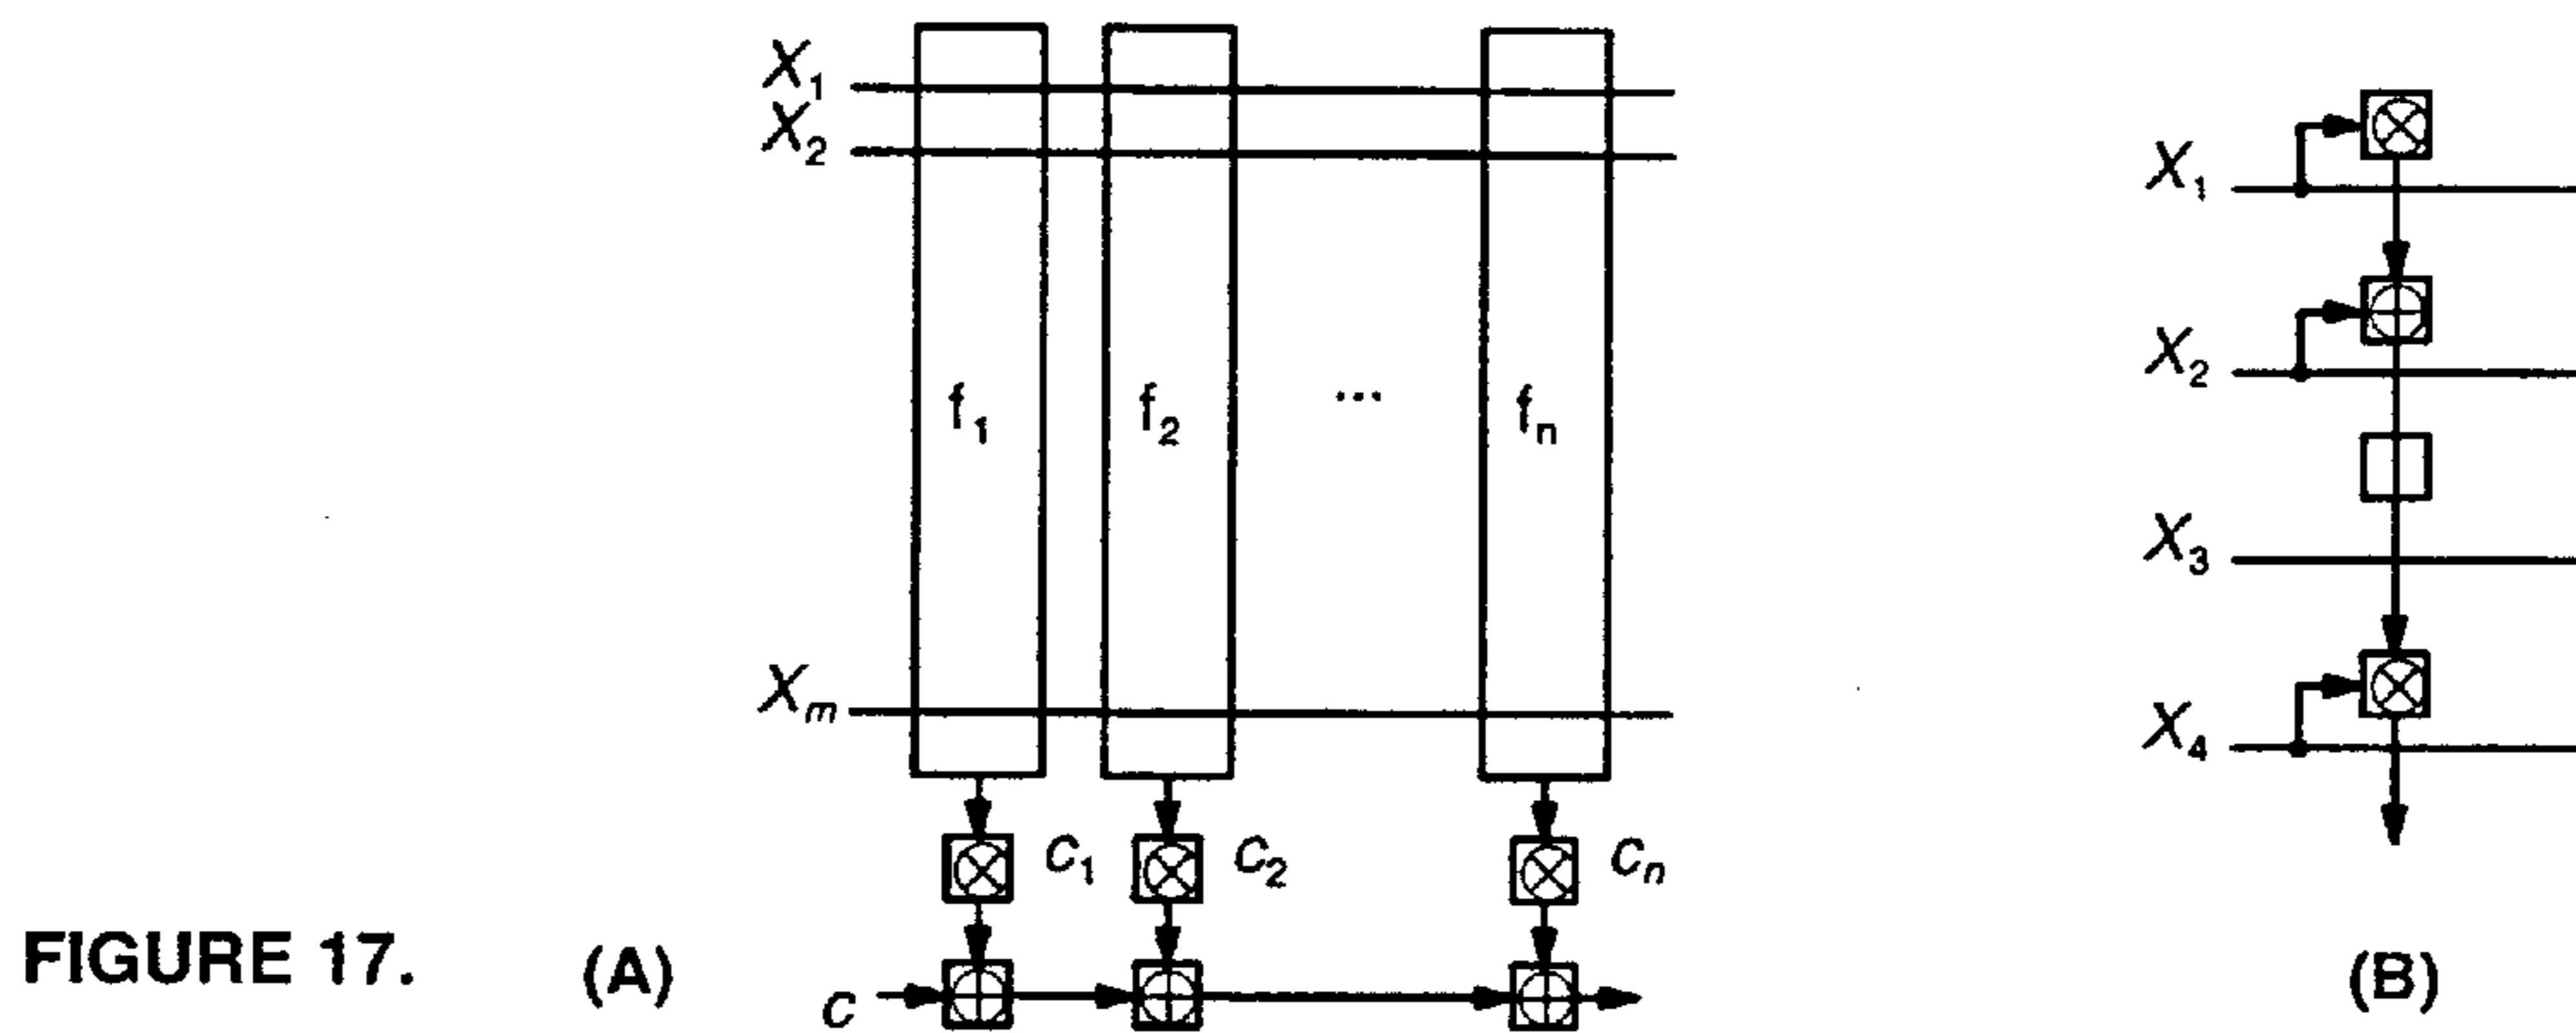 X1
X2
f1 f2 ... fn
Xm
c1 c2 cn
c
FIGURE 17. (A)
X1
X2
X3
X4
(B)